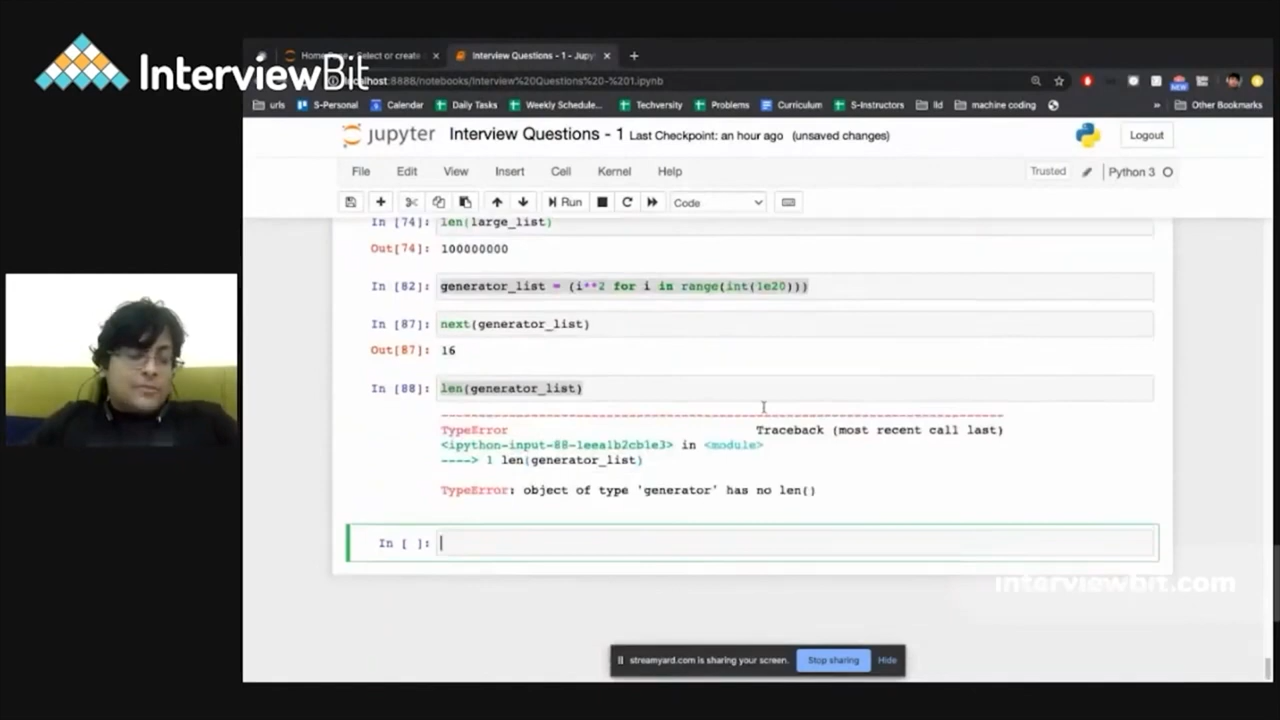 InterviewBit
Home Page - Select or create
Interview Questions - 1 - Jupy
localhost:8888/notebooks/Interview%20Questions%20-%201.ipynb
urls
S-Personal
Calendar
Daily Tasks
Weekly Schedule...
Techversity
Problems
Curriculum
S-Instructors
lld
machine coding
»
Other Bookmarks
NEW
jupyter Interview Questions - 1 Last Checkpoint: an hour ago (unsaved changes)
Logout
File Edit View Insert Cell Kernel Help
Trusted
Python 3
Run
Code
In [74]: len(large_list)
Out[74]: 100000000
In [82]: generator_list = (i**2 for i in range(int(1e20)))
In [87]: next(generator_list)
Out[87]: 16
In [88]: len(generator_list)
---------------------------------------------------------------------------
TypeError Traceback (most recent call last)
<ipython-input-88-1eea1b2cb1e3> in <module>
----> 1 len(generator_list)
TypeError: object of type 'generator' has no len()
In [ ]:
interviewbit.com
streamyard.com is sharing your screen.
Stop sharing
Hide